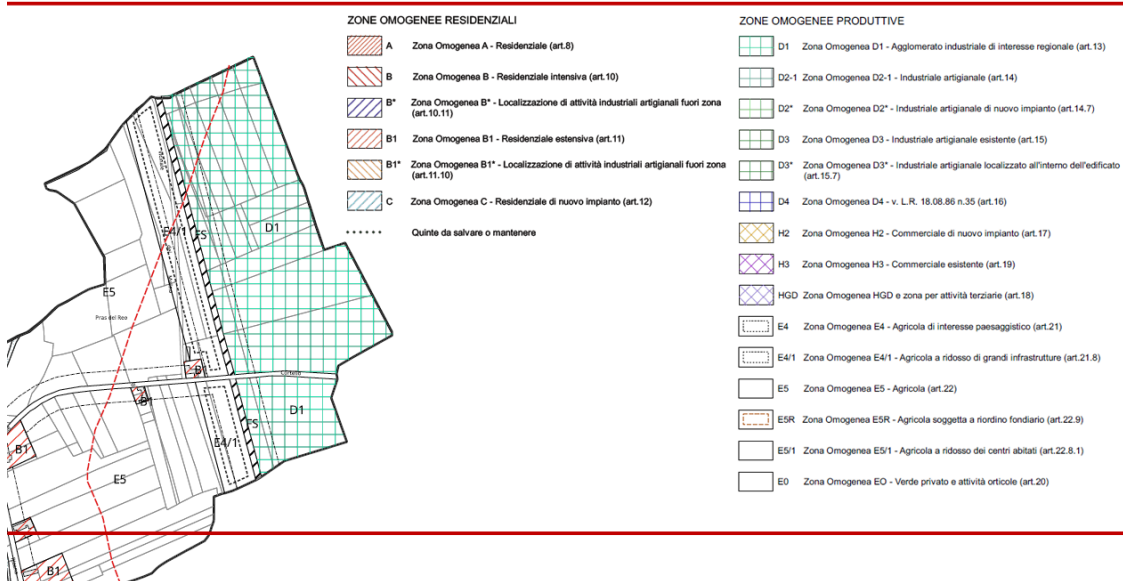 ZONE OMOGENEE RESIDENZIALI
A Zona Omogenea A - Residenziale (art.8)
B Zona Omogenea B - Residenziale intensiva (art.10)
B* Zona Omogenea B* - Localizzazione di attività industriali artigianali fuori zona
(art.10.11)
B1 Zona Omogenea B1 - Residenziale estensiva (art.11)
B1* Zona Omogenea B1* - Localizzazione di attività industriali artigianali fuori zona
(art.11.10)
C Zona Omogenea C - Residenziale di nuovo impianto (art.12)
Quinte da salvare o mantenere
ZONE OMOGENEE PRODUTTIVE
D1 Zona Omogenea D1 - Agglomerato industriale di interesse regionale (art.13)
D2-1 Zona Omogenea D2-1 - Industriale artigianale (art.14)
D2* Zona Omogenea D2* - Industriale artigianale di nuovo impianto (art.14.7)
D3 Zona Omogenea D3 - Industriale artigianale esistente (art.15)
D3* Zona Omogenea D3* - Industriale artigianale localizzato all'interno dell'edificato
(art.15.7)
D4 Zona Omogenea D4 - v. L.R. 18.08.86 n.35 (art.16)
H2 Zona Omogenea H2 - Commerciale di nuovo impianto (art.17)
H3 Zona Omogenea H3 - Commerciale esistente (art.19)
HGD Zona Omogenea HGD e zona per attività terziarie (art.18)
E4 Zona Omogenea E4 - Agricola di interesse paesaggistico (art.21)
E4/1 Zona Omogenea E4/1 - Agricola a ridosso di grandi infrastrutture (art.21.8)
E5 Zona Omogenea E5 - Agricola (art.22)
E5R Zona Omogenea E5R - Agricola soggetta a riordino fondiario (art.22.9)
E5/1 Zona Omogenea E5/1 - Agricola a ridosso dei centri abitati (art.22.8.1)
E0 Zona Omogenea EO - Verde privato e attività orticole (art.20)
D1
E4/1
FS
E5
Pras del Reo
B1
D1
B1
FS
E4/1
B1
E5
B1